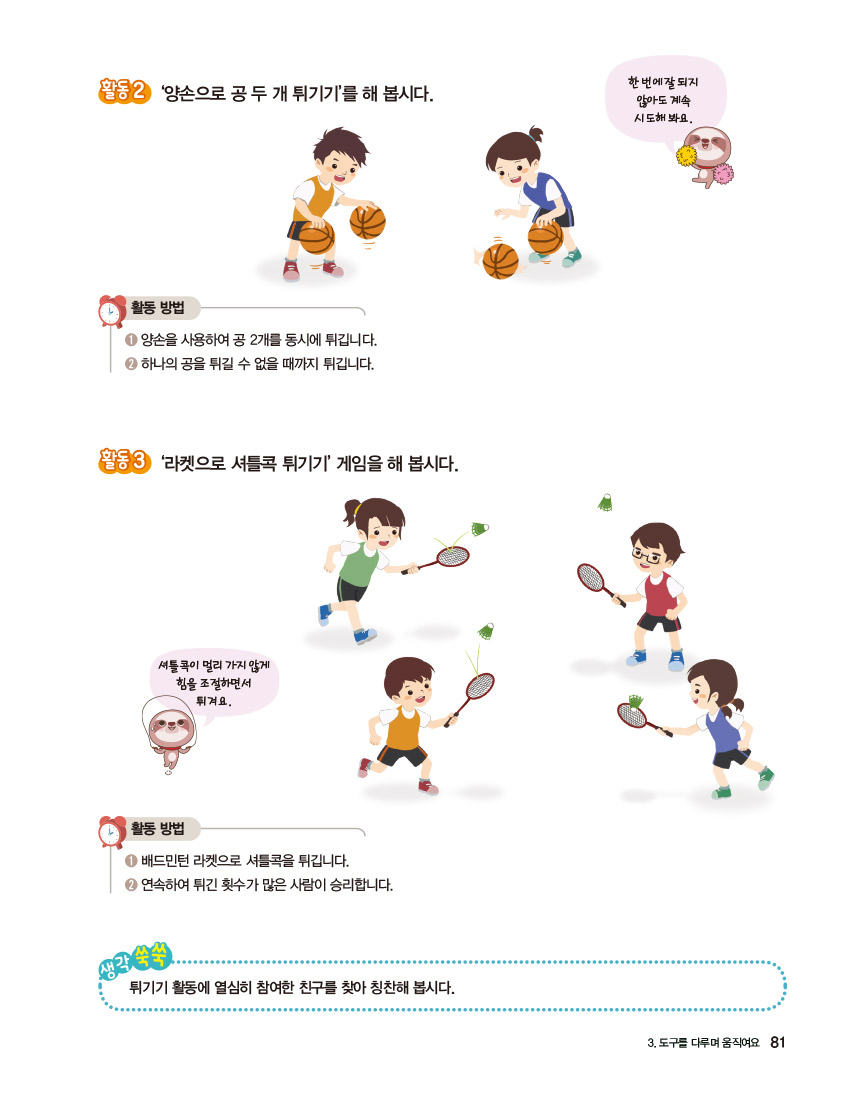 활동 2 '양손으로 공 두 개 튀기기'를 해 봅시다.
한 번에 잘 되지
않아도 계속
시도해 봐요.
활동 방법
❶ 양손을 사용하여 공 2개를 동시에 튀깁니다.
❷ 하나의 공을 튀길 수 없을 때까지 튀깁니다.
활동 3 '라켓으로 셔틀콕 튀기기' 게임을 해 봅시다.
셔틀콕이 멀리 가지 않게
힘을 조절하면서
튀겨요.
활동 방법
❶ 배드민턴 라켓으로 셔틀콕을 튀깁니다.
❷ 연속하여 튀긴 횟수가 많은 사람이 승리합니다.
생각 쑥쑥
튀기기 활동에 열심히 참여한 친구를 찾아 칭찬해 봅시다.
3. 도구를 다루며 움직여요 81